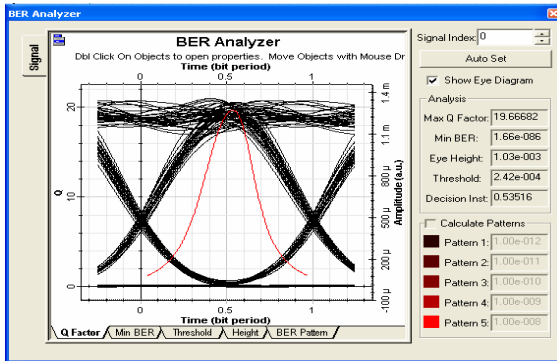 BER Analyzer
Signal Index: 0
Auto Set
Show Eye Diagram
Analysis
Max Q Factor: 19.66682
Min BER: 1.66e-086
Eye Height: 1.03e-003
Threshold: 2.42e-004
Decision Inst: 0.53516
Calculate Patterns
Pattern 1: 1.00e-012
Pattern 2: 1.00e-011
Pattern 3: 1.00e-010
Pattern 4: 1.00e-009
Pattern 5: 1.00e-008
Signal
BER Analyzer
Dbl Click On Objects to open properties. Move Objects with Mouse Dr
Time (bit period)
0 0.5 1
Q
20
10
0
Amplitude (a.u.)
1.4 m
1.1 m
800 µ
500 µ
200 µ
-100 µ
0 0.5 1
Time (bit period)
Q Factor Min BER Threshold Height BER Pattern